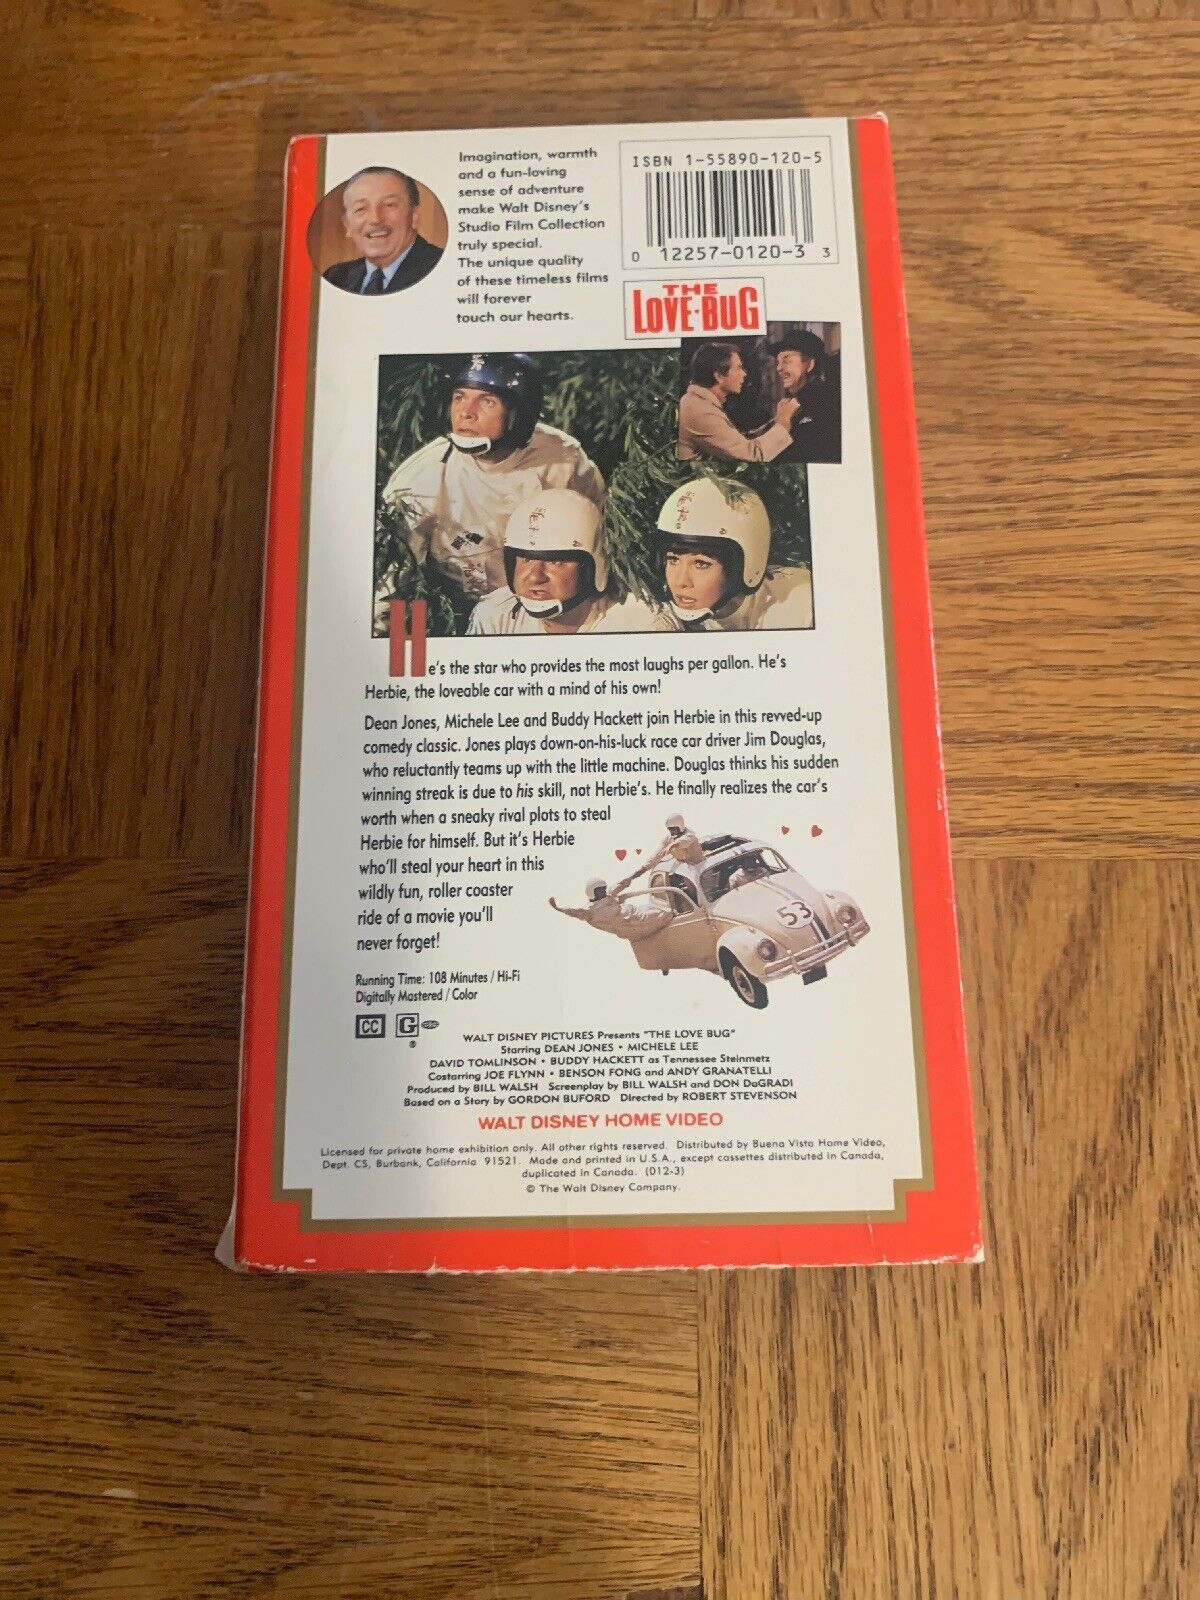 Imagination, warmth
and a fun-loving
sense of adventure
make Walt Disney's
Studio Film Collection
truly special.
The unique quality
of these timeless films
will forever
touch our hearts.
ISBN 1-55890-120-5
0 12257-0120-3 3
THE
LOVE·BUG
He's the star who provides the most laughs per gallon. He's
Herbie, the loveable car with a mind of his own!
Dean Jones, Michele Lee and Buddy Hackett join Herbie in this revved-up
comedy classic. Jones plays down-on-his-luck race car driver Jim Douglas,
who reluctantly teams up with the little machine. Douglas thinks his sudden
winning streak is due to his skill, not Herbie's. He finally realizes the car's
worth when a sneaky rival plots to steal
Herbie for himself. But it's Herbie
who'll steal your heart in this
wildly fun, roller coaster
ride of a movie you'll
never forget!
53
Running Time: 108 Minutes / Hi-Fi
Digitally Mastered / Color
CC G ®
WALT DISNEY PICTURES Presents "THE LOVE BUG"
Starring DEAN JONES • MICHELE LEE
DAVID TOMLINSON • BUDDY HACKETT as Tennessee Steinmetz
Costarring JOE FLYNN • BENSON FONG and ANDY GRANATELLI
Produced by BILL WALSH Screenplay by BILL WALSH and DON DaGRADI
Based on a Story by GORDON BUFORD Directed by ROBERT STEVENSON
WALT DISNEY HOME VIDEO
Licensed for private home exhibition only. All other rights reserved. Distributed by Buena Vista Home Video,
Dept. CS, Burbank, California 91521. Made and printed in U.S.A., except cassettes distributed in Canada,
duplicated in Canada. (012-3)
© The Walt Disney Company.